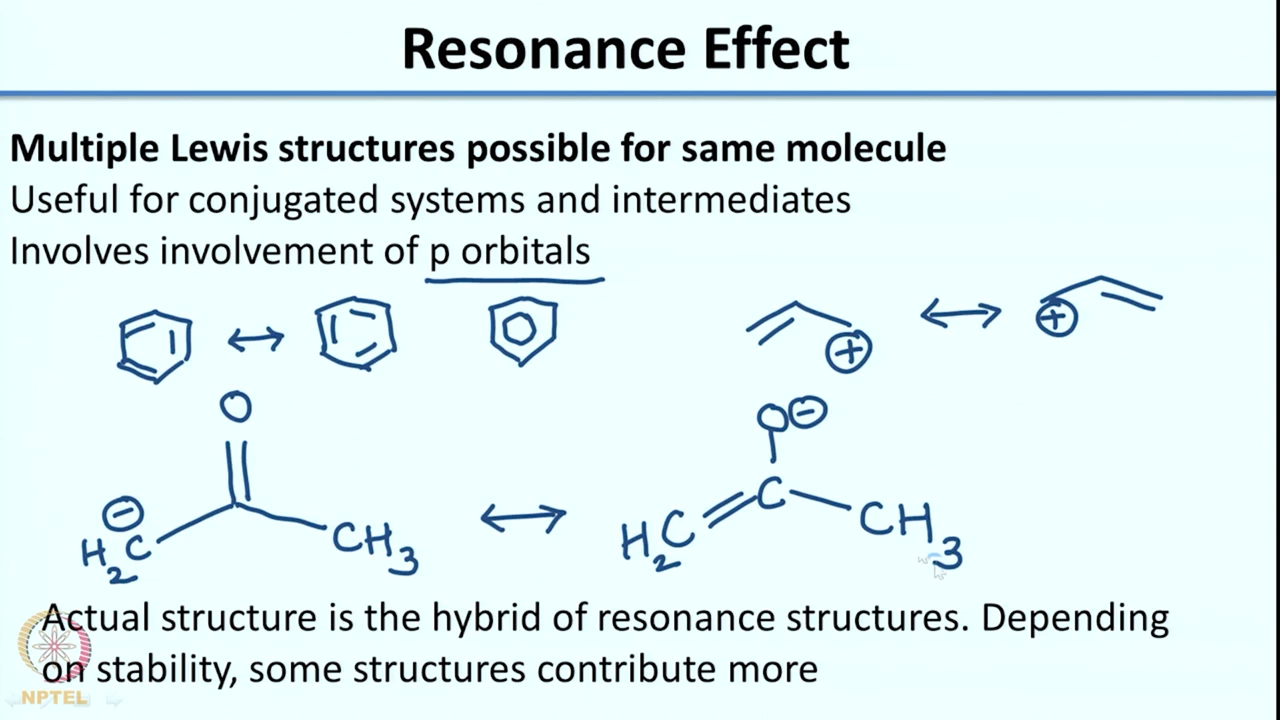 Resonance Effect
Multiple Lewis structures possible for same molecule
Useful for conjugated systems and intermediates
Involves involvement of p orbitals
⊕ ↔ ⊕
O
O⊖
⊖
H₂C CH₃ ↔ H₂C C CH₃
Actual structure is the hybrid of resonance structures. Depending
on stability, some structures contribute more
NPTEL